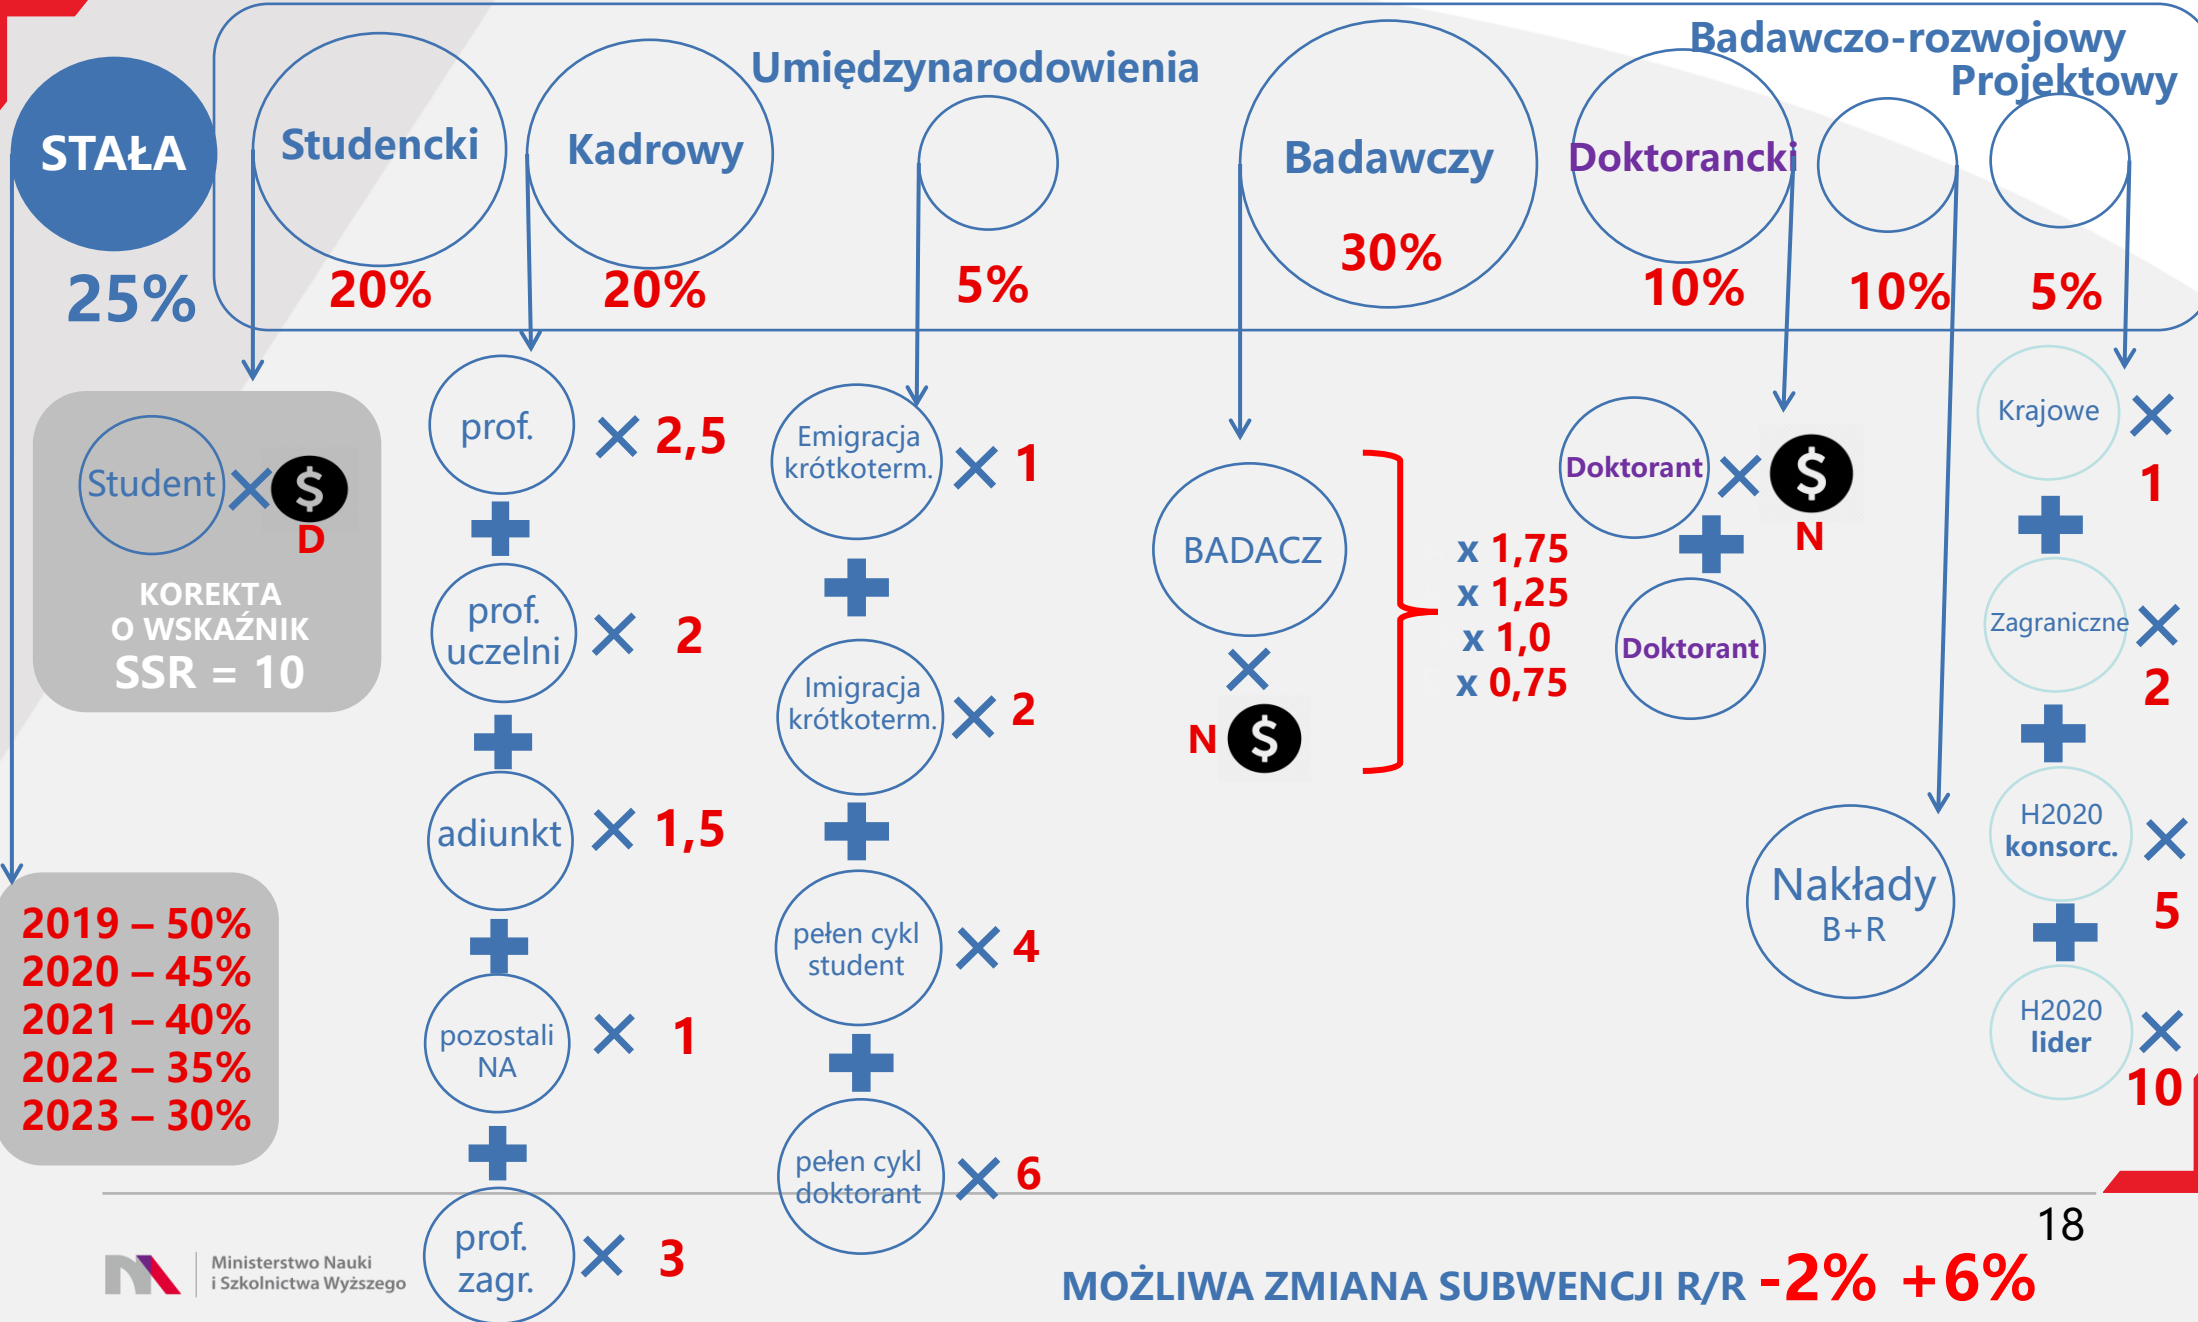 STAŁA
25%
Studencki
20%
Kadrowy
20%
Umiędzynarodowienia
5%
Badawczy
30%
Doktorancki
10%
Badawczo-rozwojowy
10%
Projektowy
5%
Student
$
D
KOREKTA
O WSKAŹNIK
SSR = 10
2019 – 50%
2020 – 45%
2021 – 40%
2022 – 35%
2023 – 30%
prof.
2,5
prof.
uczelni
2
adiunkt
1,5
pozostali
NA
1
prof.
zagr.
3
Emigracja
krótkoterm.
1
Imigracja
krótkoterm.
2
pełen cykl
student
4
pełen cykl
doktorant
6
BADACZ
N $
x 1,75
x 1,25
x 1,0
x 0,75
Doktorant
$
N
Doktorant
Nakłady
B+R
Krajowe
1
Zagraniczne
2
H2020
konsorc.
5
H2020
lider
10
18
Ministerstwo Nauki
i Szkolnictwa Wyższego
MOŻLIWA ZMIANA SUBWENCJI R/R -2% +6%